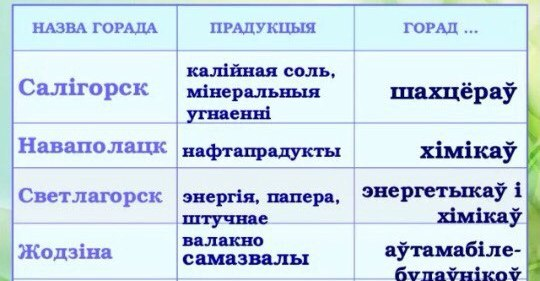 НАЗВА ГОРАДА
ПРАДУКЦЫЯ
ГОРАД ...
Салігорск
калійная соль,
мінеральныя
угнаенні
шахцёраў
Наваполацк
нафтапрадукты
хімікаў
Светлагорск
энергія, папера,
штучнае
валакно
энергетыкаў і
хімікаў
Жодзіна
самазвалы
аўтамабіле-
будаўнікоў